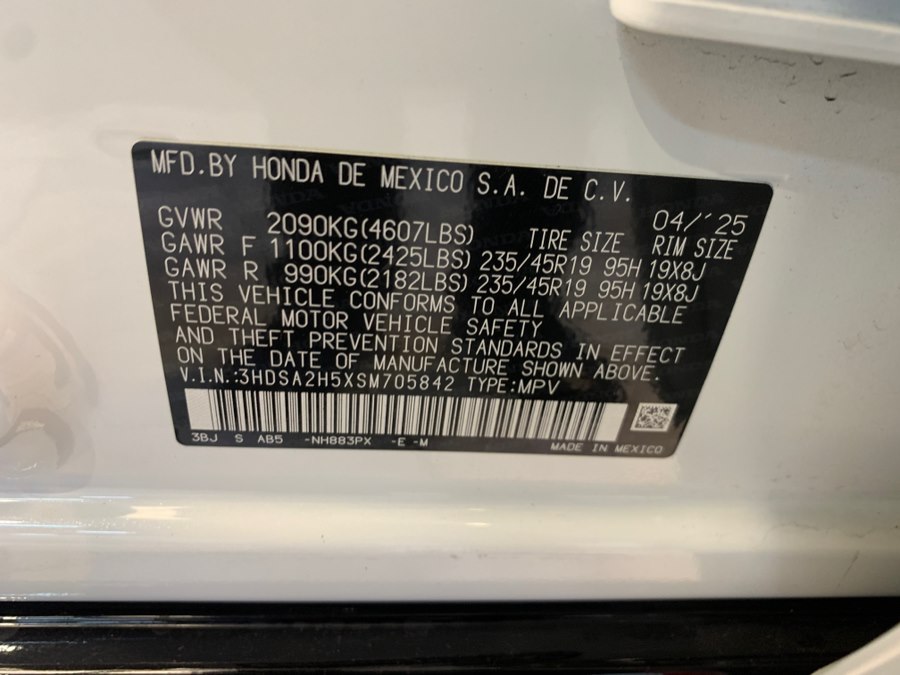 MFD.BY HONDA DE MEXICO S.A. DE C.V.
04/'25
GVWR 2090KG(4607LBS) TIRE SIZE RIM SIZE
GAWR F 1100KG(2425LBS) 235/45R19 95H 19X8J
GAWR R 990KG(2182LBS) 235/45R19 95H 19X8J
THIS VEHICLE CONFORMS TO ALL APPLICABLE
FEDERAL MOTOR VEHICLE SAFETY
AND THEFT PREVENTION STANDARDS IN EFFECT
ON THE DATE OF MANUFACTURE SHOWN ABOVE.
V.I.N.:3HDSA2H5XSM705842 TYPE:MPV
3BJ S AB5 -NH883PX -E -M
MADE IN MEXICO